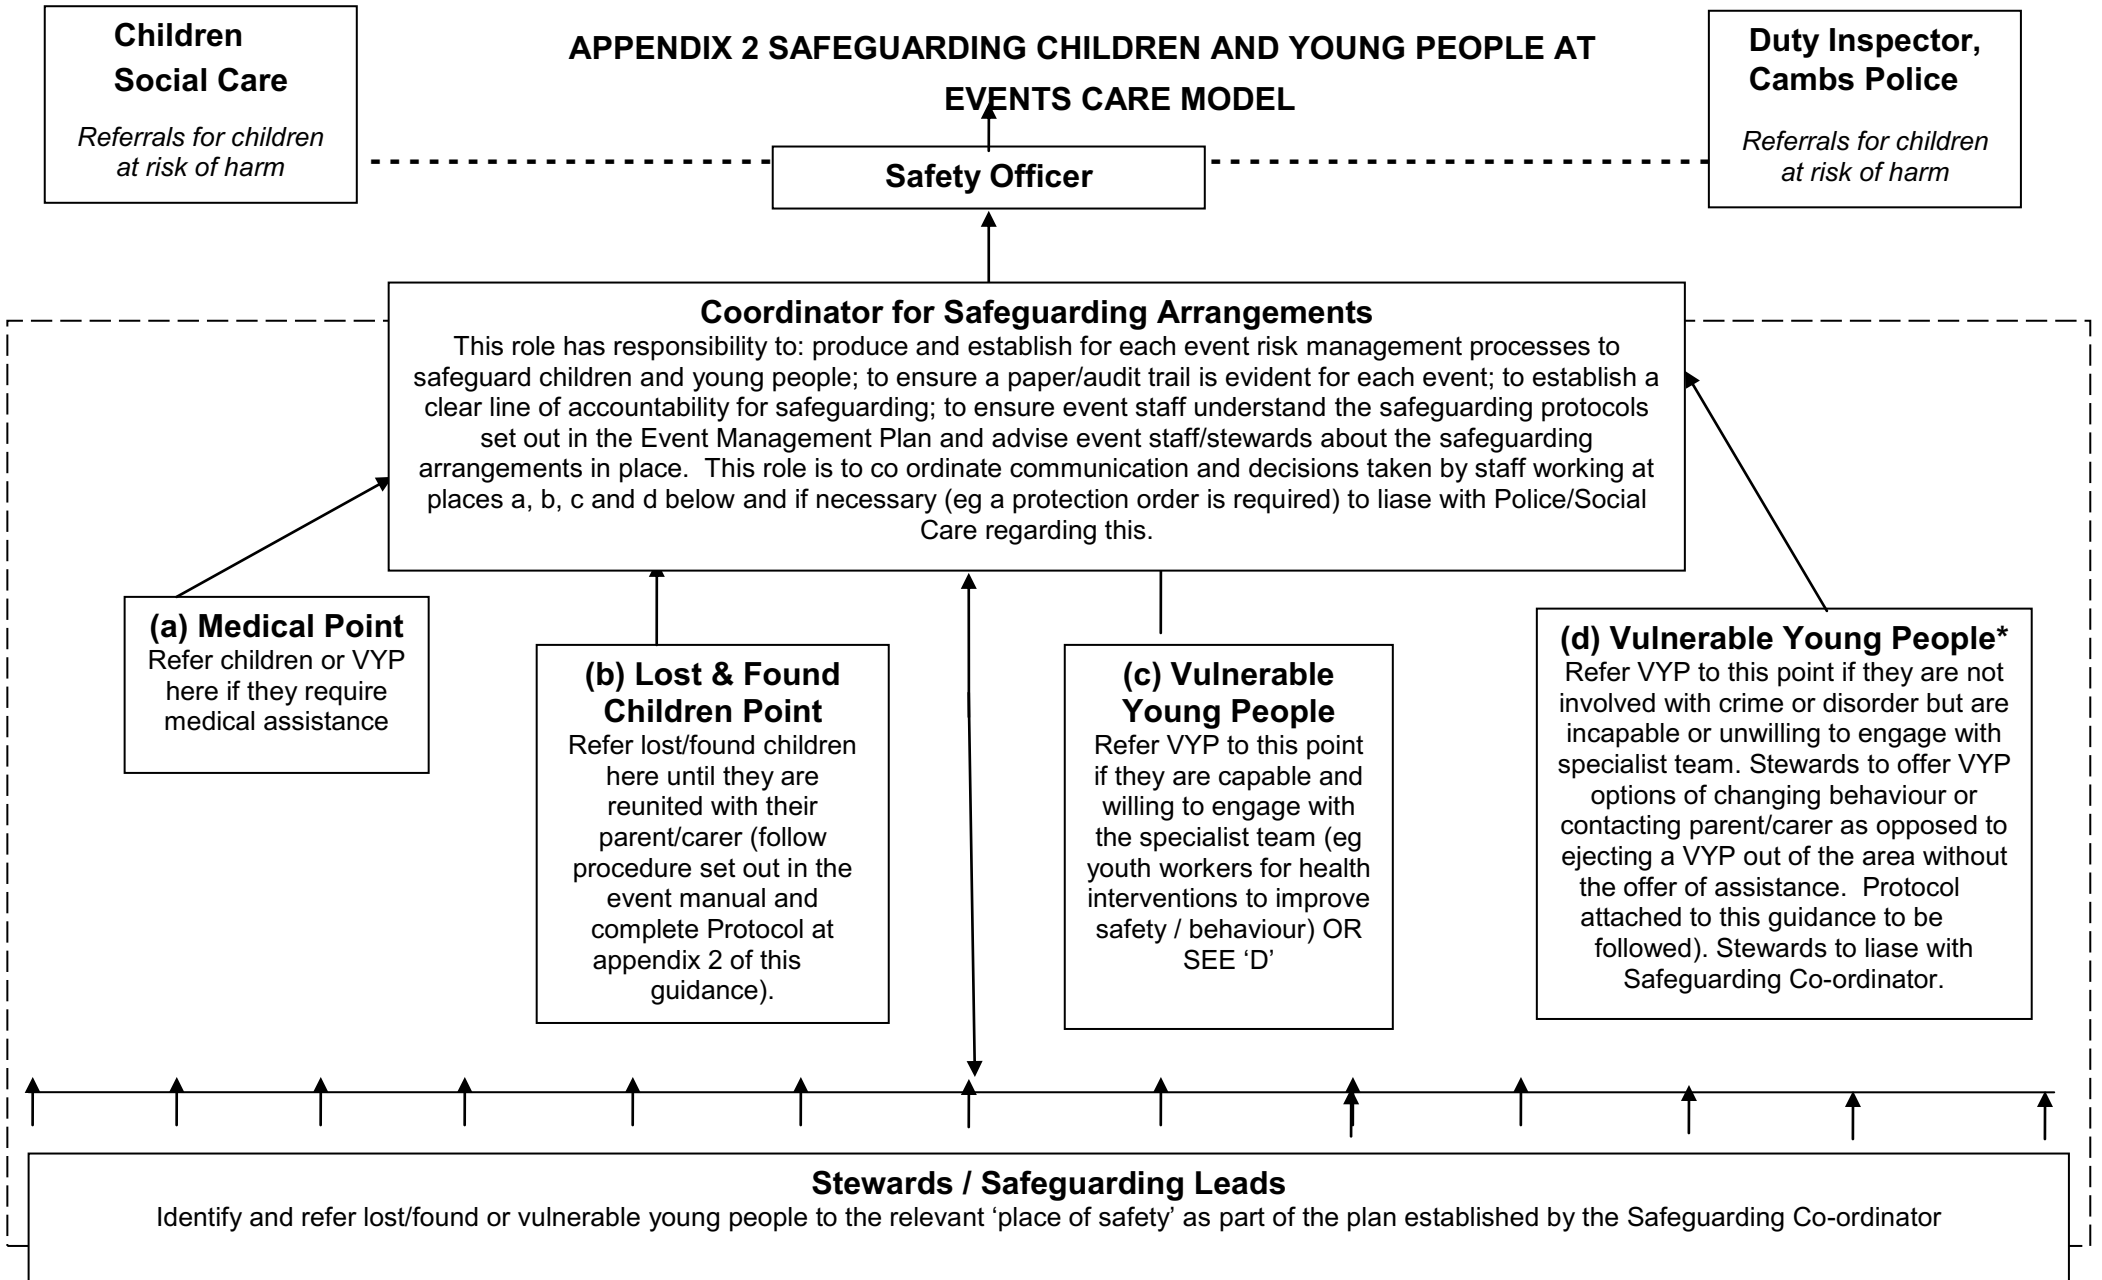 Children
Social Care
Referrals for children
at risk of harm
APPENDIX 2 SAFEGUARDING CHILDREN AND YOUNG PEOPLE AT
EVENTS CARE MODEL
Duty Inspector,
Cambs Police
Referrals for children
at risk of harm
Safety Officer
Coordinator for Safeguarding Arrangements
This role has responsibility to: produce and establish for each event risk management processes to
safeguard children and young people; to ensure a paper/audit trail is evident for each event; to establish a
clear line of accountability for safeguarding; to ensure event staff understand the safeguarding protocols
set out in the Event Management Plan and advise event staff/stewards about the safeguarding
arrangements in place. This role is to co ordinate communication and decisions taken by staff working at
places a, b, c and d below and if necessary (eg a protection order is required) to liase with Police/Social
Care regarding this.
(a) Medical Point
Refer children or VYP
here if they require
medical assistance
(b) Lost & Found
Children Point
Refer lost/found children
here until they are
reunited with their
parent/carer (follow
procedure set out in the
event manual and
complete Protocol at
appendix 2 of this
guidance).
(c) Vulnerable
Young People
Refer VYP to this point
if they are capable and
willing to engage with
the specialist team (eg
youth workers for health
interventions to improve
safety / behaviour) OR
SEE ‘D’
(d) Vulnerable Young People*
Refer VYP to this point if they are not
involved with crime or disorder but are
incapable or unwilling to engage with
specialist team. Stewards to offer VYP
options of changing behaviour or
contacting parent/carer as opposed to
ejecting a VYP out of the area without
the offer of assistance. Protocol
attached to this guidance to be
followed). Stewards to liase with
Safeguarding Co-ordinator.
Stewards / Safeguarding Leads
Identify and refer lost/found or vulnerable young people to the relevant ‘place of safety’ as part of the plan established by the Safeguarding Co-ordinator